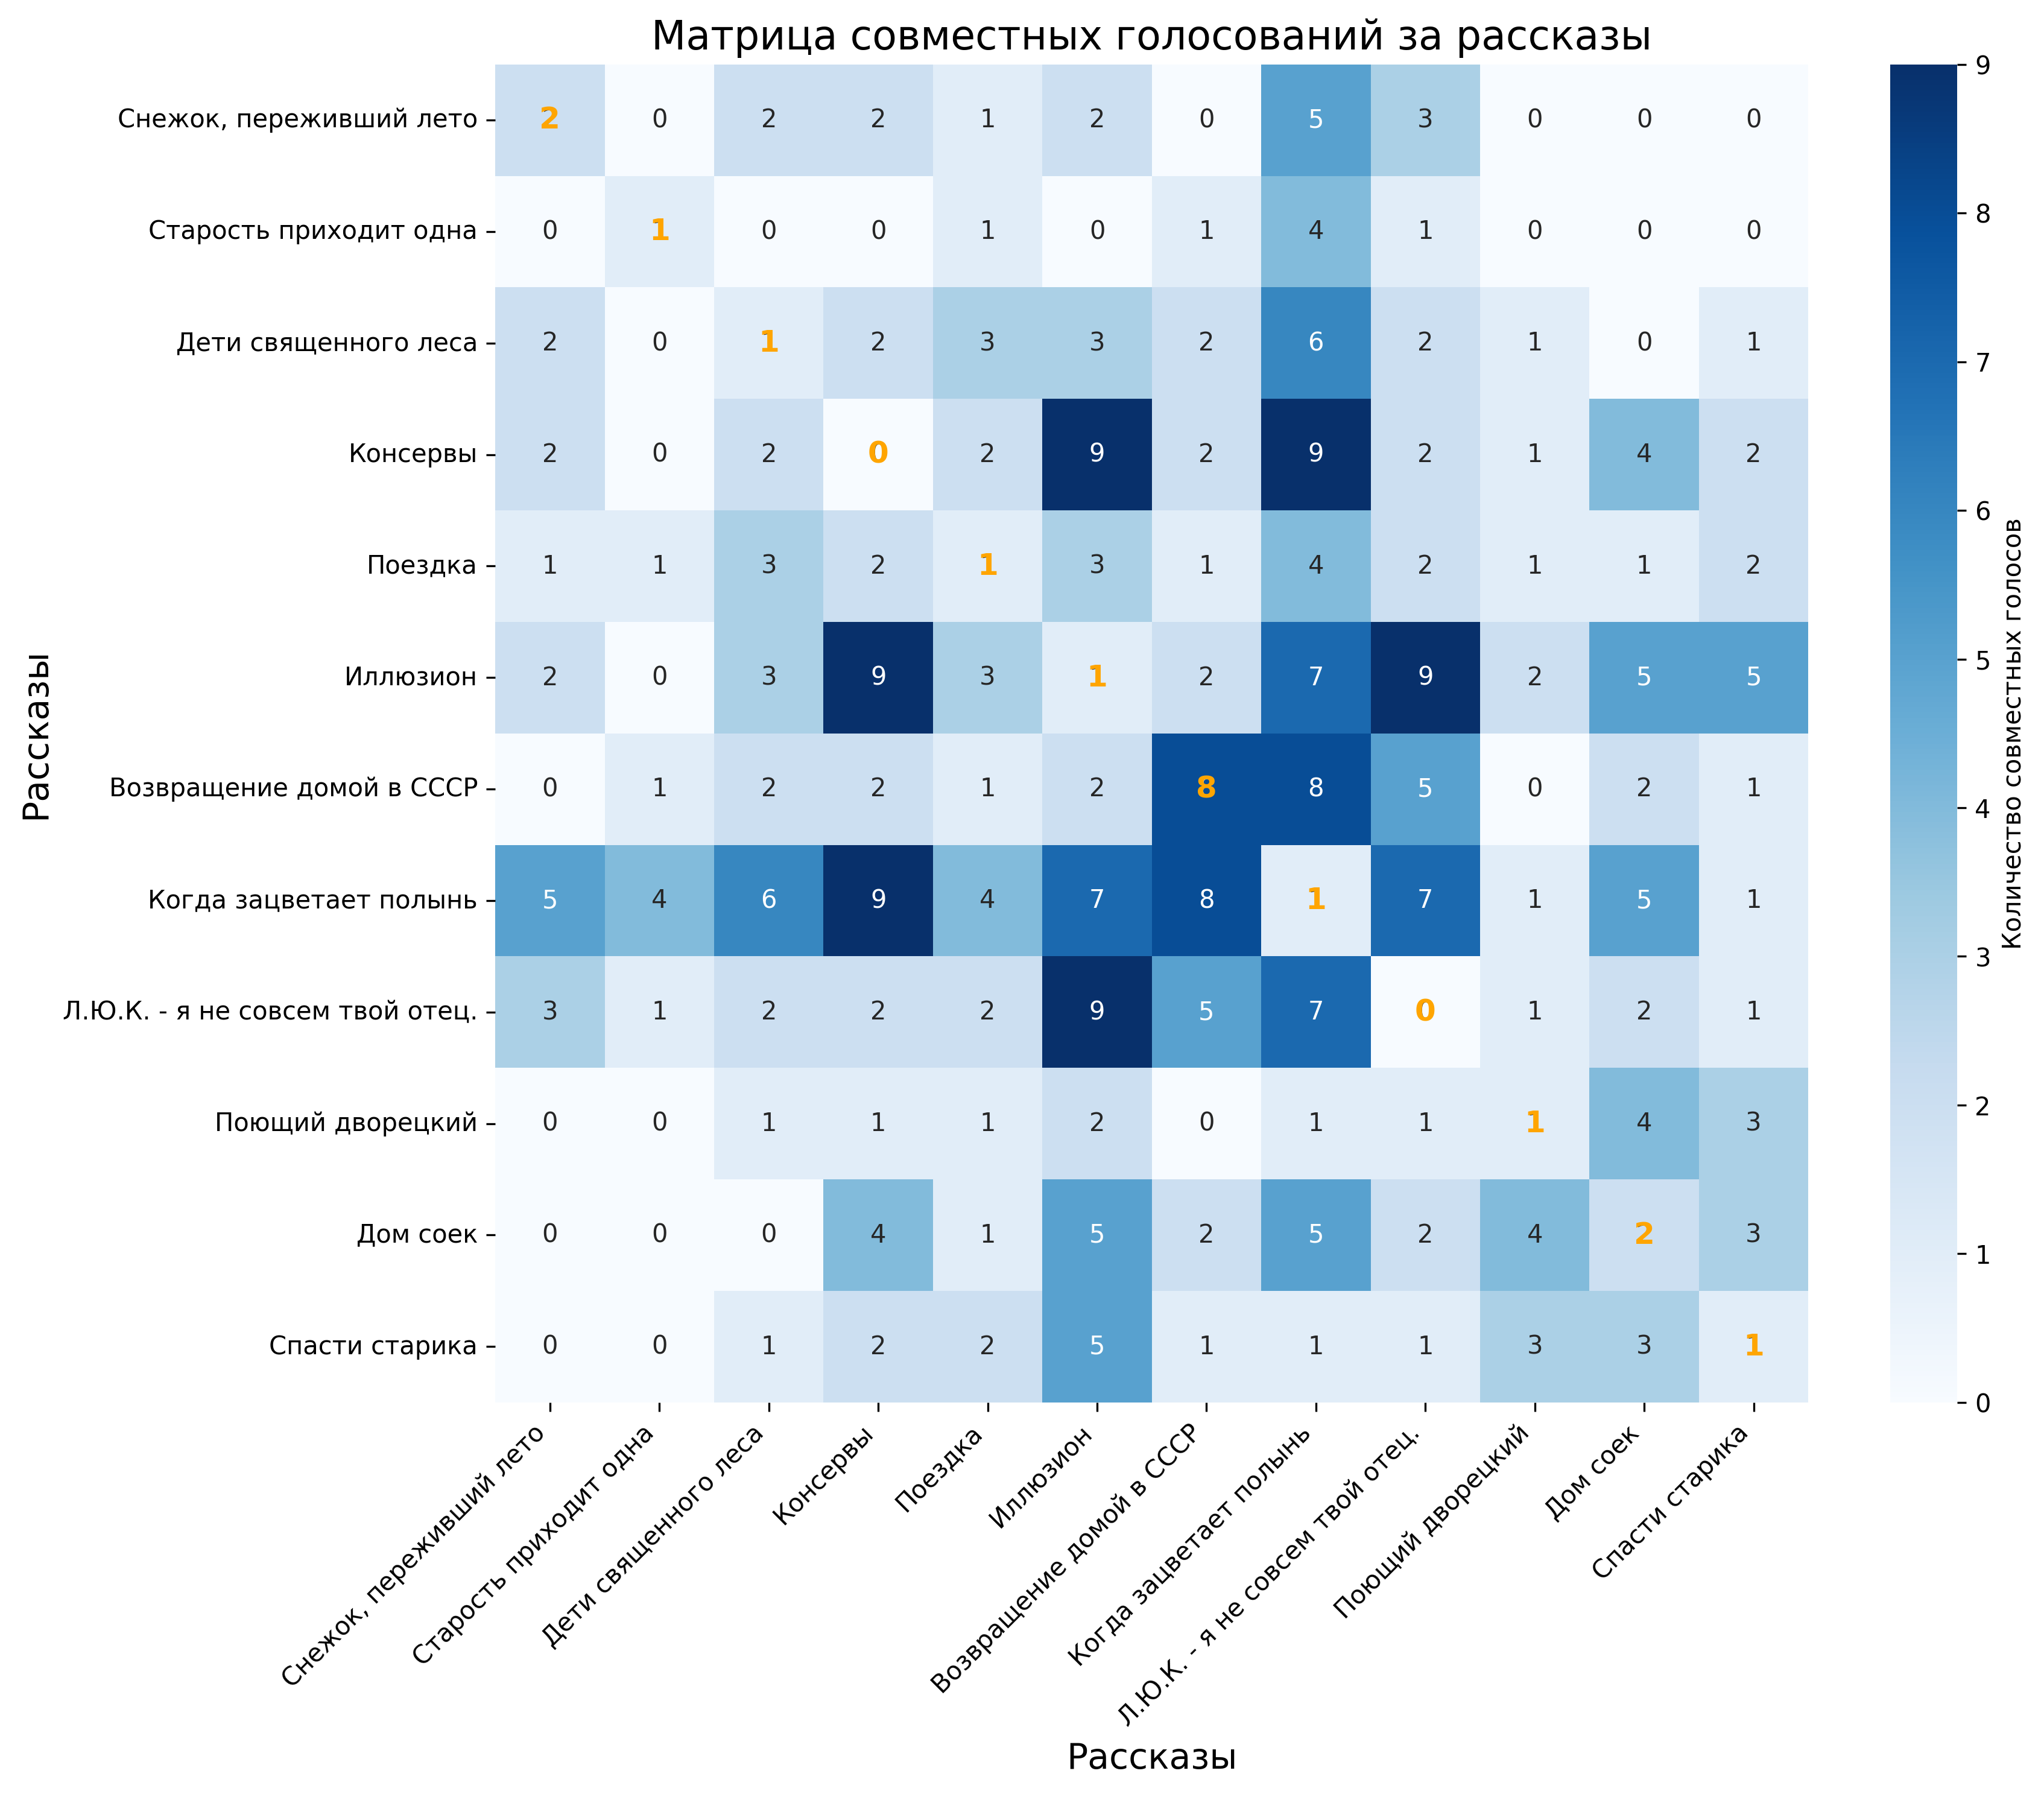 Матрица совместных голосований за рассказы
Снежок, переживший лето 2 0 2 2 1 2 0 5 3 0 0 0
Старость приходит одна 0 1 0 0 1 0 1 4 1 0 0 0
Дети священного леса 2 0 1 2 3 3 2 6 2 1 0 1
Консервы 2 0 2 0 2 9 2 9 2 1 4 2
Поездка 1 1 3 2 1 3 1 4 2 1 1 2
Иллюзион 2 0 3 9 3 1 2 7 9 2 5 5
Возвращение домой в СССР 0 1 2 2 1 2 8 8 5 0 2 1
Когда зацветает полынь 5 4 6 9 4 7 8 1 7 1 5 1
Л.Ю.К. - я не совсем твой отец. 3 1 2 2 2 9 5 7 0 1 2 1
Поющий дворецкий 0 0 1 1 1 2 0 1 1 1 4 3
Дом соек 0 0 0 4 1 5 2 5 2 4 2 3
Спасти старика 0 0 1 2 2 5 1 1 1 3 3 1
Рассказы
Снежок, переживший лето
Старость приходит одна
Дети священного леса
Консервы
Поездка
Иллюзион
Возвращение домой в СССР
Когда зацветает полынь
Л.Ю.К. - я не совсем твой отец.
Поющий дворецкий
Дом соек
Спасти старика
Рассказы
9
8
7
6
5
4
3
2
1
0
Количество совместных голосов